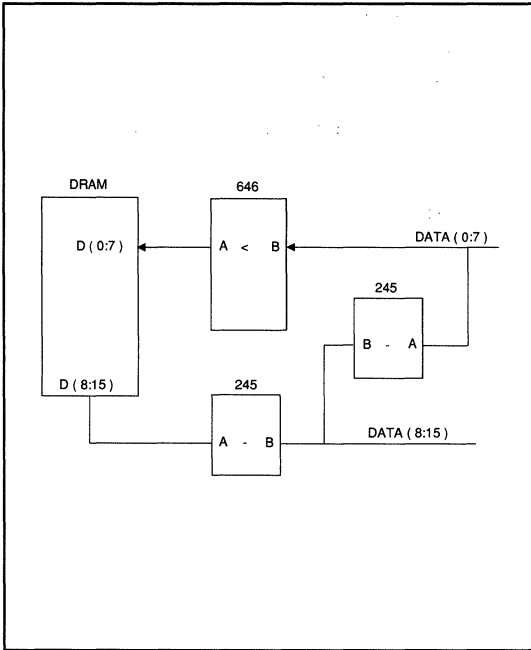 DRAM
646
D ( 0:7 )
A < B
DATA ( 0:7 )
245
B - A
D ( 8:15 )
245
A - B
DATA ( 8:15 )